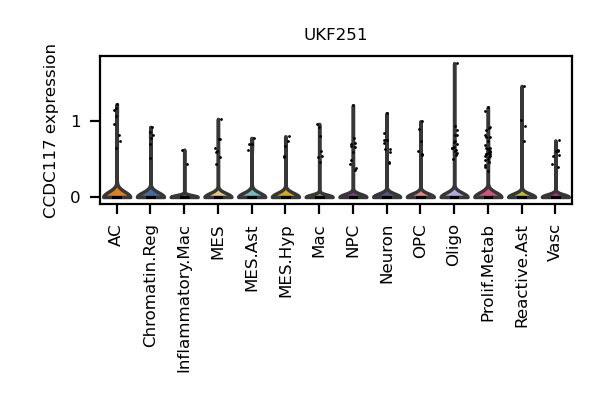 UKF251
CCDC117 expression
1
0
AC
Chromatin.Reg
Inflammatory.Mac
MES
MES.Ast
MES.Hyp
Mac
NPC
Neuron
OPC
Oligo
Prolif.Metab
Reactive.Ast
Vasc